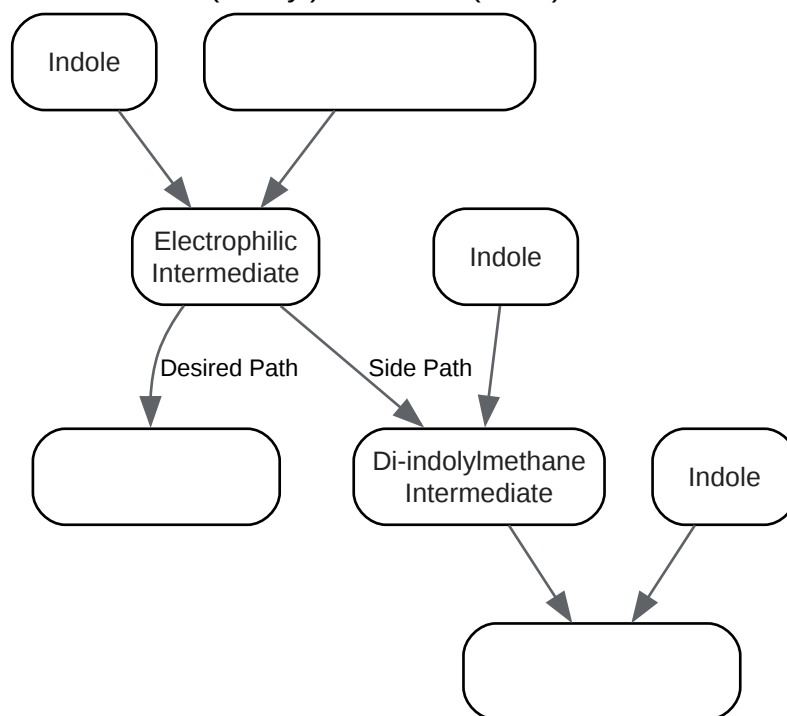 Indole
Electrophilic
Intermediate
Indole
Desired Path
Side Path
Di-indolylmethane
Intermediate
Indole